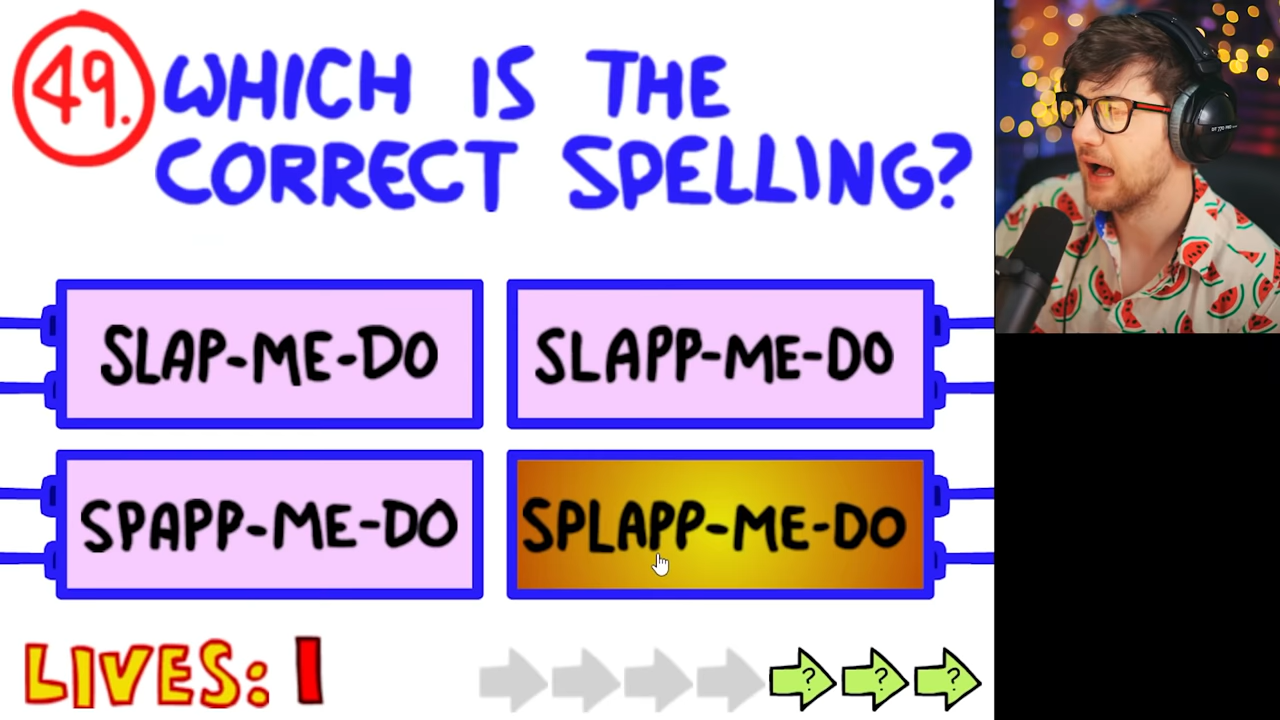 49. WHICH IS THE
CORRECT SPELLING?
SLAP-ME-DO
SLAPP-ME-DO
SPAPP-ME-DO
SPLAPP-ME-DO
LIVES: 1
? ? ?